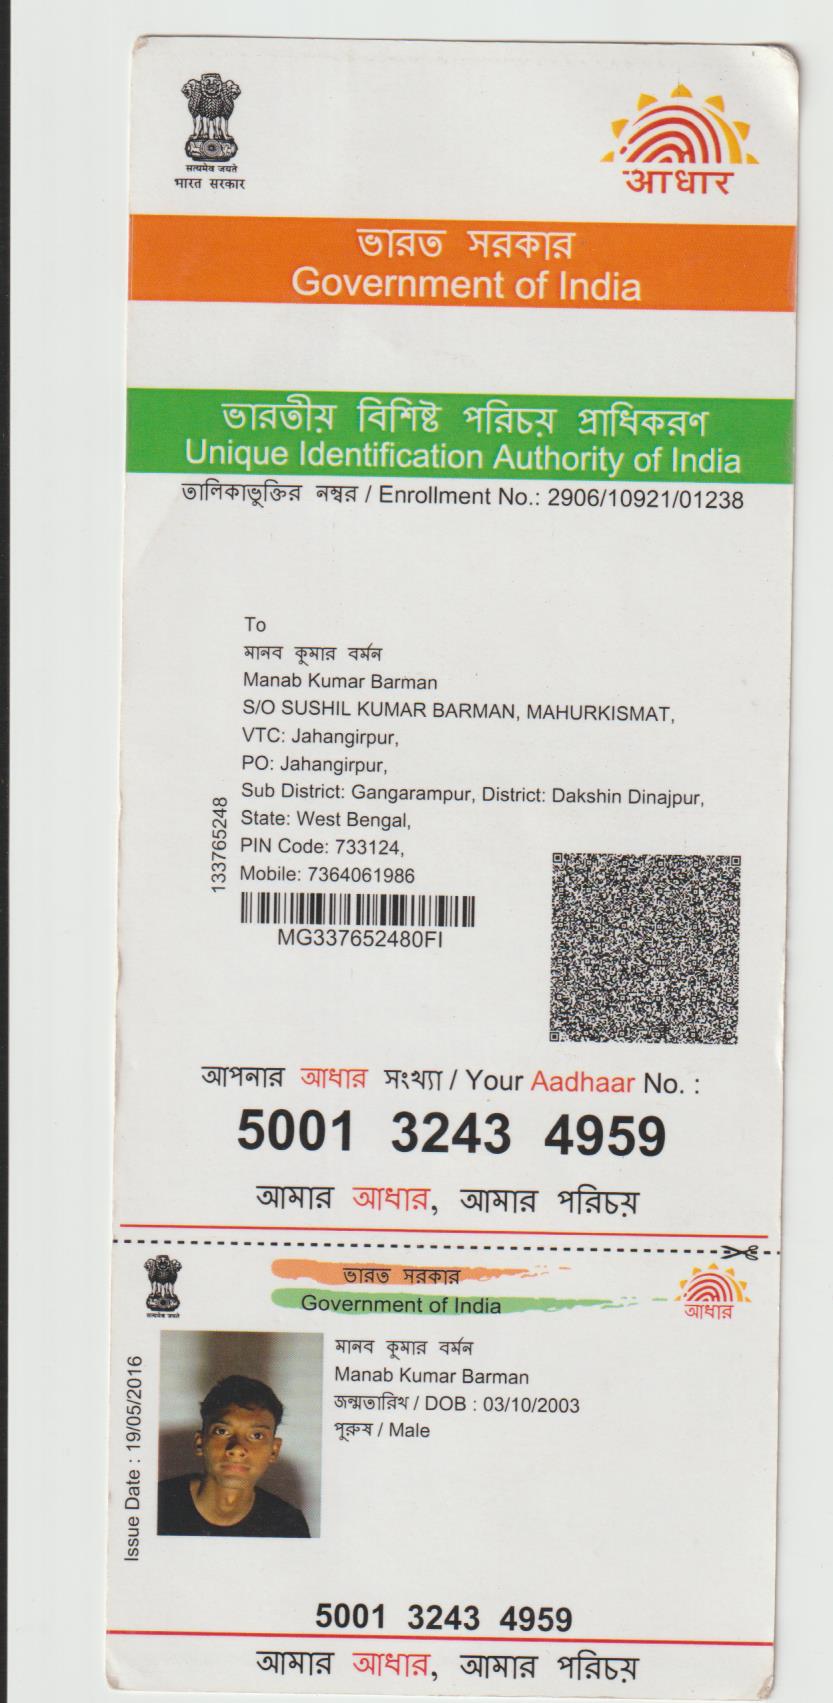 सत्यमेव जयते
भारत सरकार
आधार
ভারত সরকার
Government of India
ভারতীয় বিশিষ্ট পরিচয় প্রাধিকরণ
Unique Identification Authority of India
তালিকাভুক্তির নম্বর / Enrollment No.: 2906/10921/01238
To
মানব কুমার বর্মন
Manab Kumar Barman
S/O SUSHIL KUMAR BARMAN, MAHURKISMAT,
VTC: Jahangirpur,
PO: Jahangirpur,
Sub District: Gangarampur, District: Dakshin Dinajpur,
State: West Bengal,
PIN Code: 733124,
Mobile: 7364061986
133765248
MG337652480FI
আপনার আধার সংখ্যা / Your Aadhaar No. :
5001 3243 4959
আমার আধার, আমার পরিচয়
ভারত সরকার
Government of India
सत्यमेव जयते
আধার
মানব কুমার বর্মন
Manab Kumar Barman
জন্মতারিখ / DOB : 03/10/2003
পুরুষ / Male
Issue Date : 19/05/2016
5001 3243 4959
আমার আধার, আমার পরিচয়